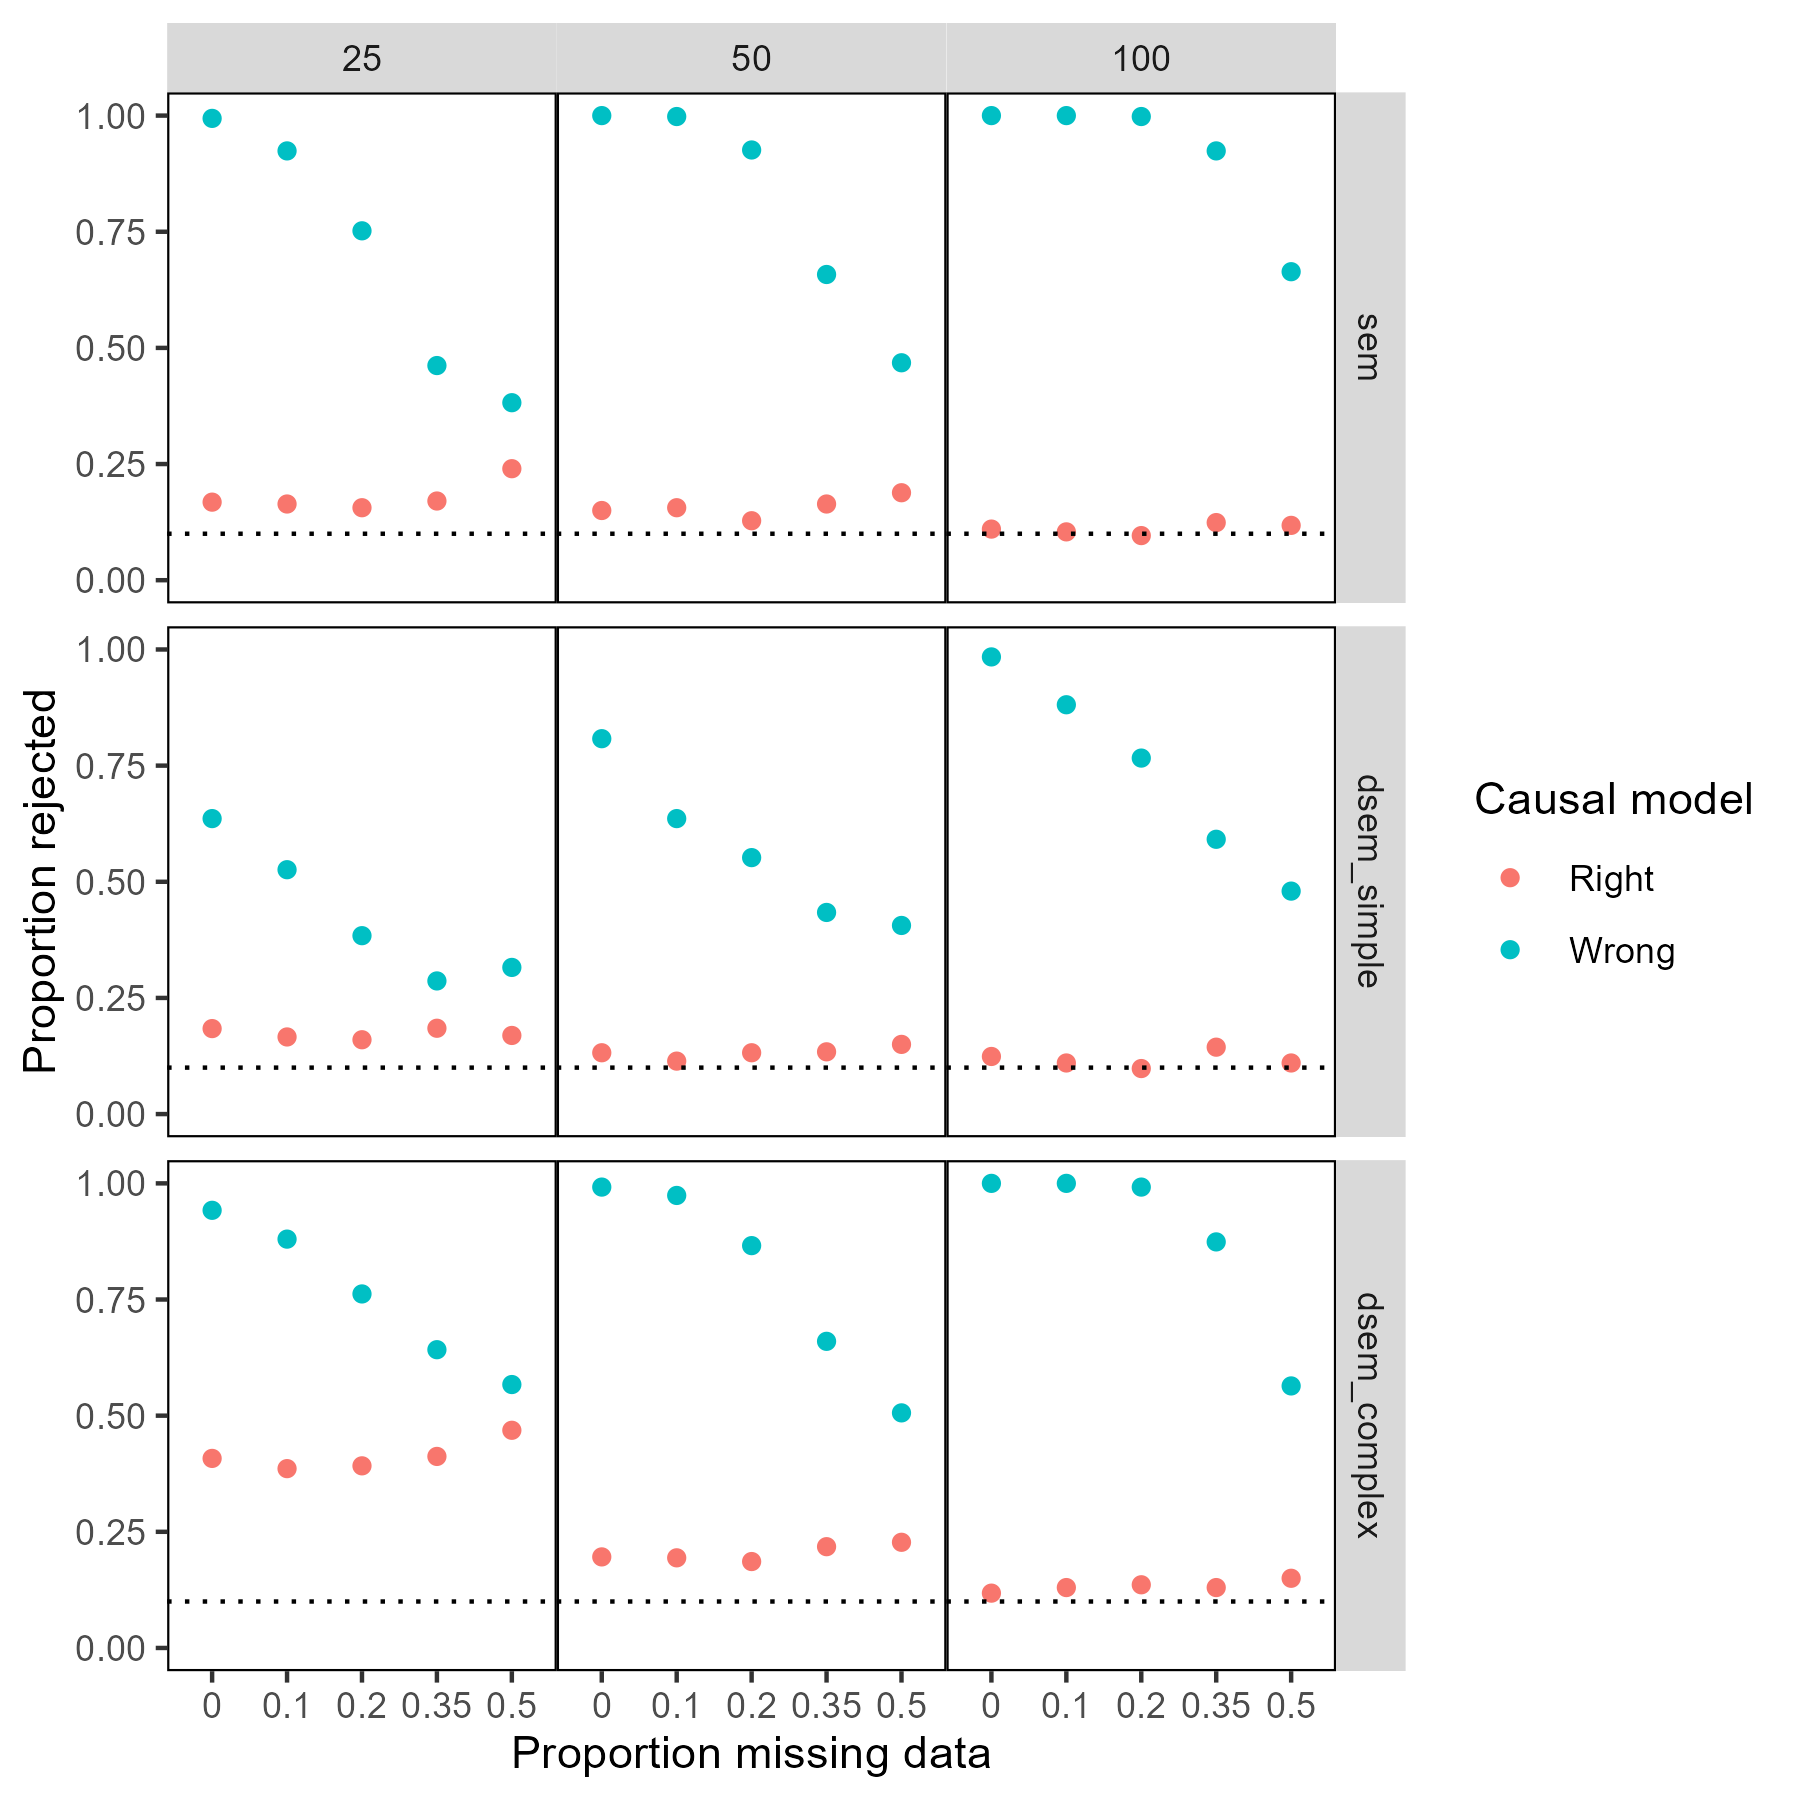 25 50 100
1.00
0.75
0.50
0.25
0.00
sem
1.00
0.75
0.50
0.25
0.00
dsem_simple
1.00
0.75
0.50
0.25
0.00
dsem_complex
0 0.1 0.2 0.35 0.5 0 0.1 0.2 0.35 0.5 0 0.1 0.2 0.35 0.5
Proportion missing data
Proportion rejected
Causal model
Right
Wrong